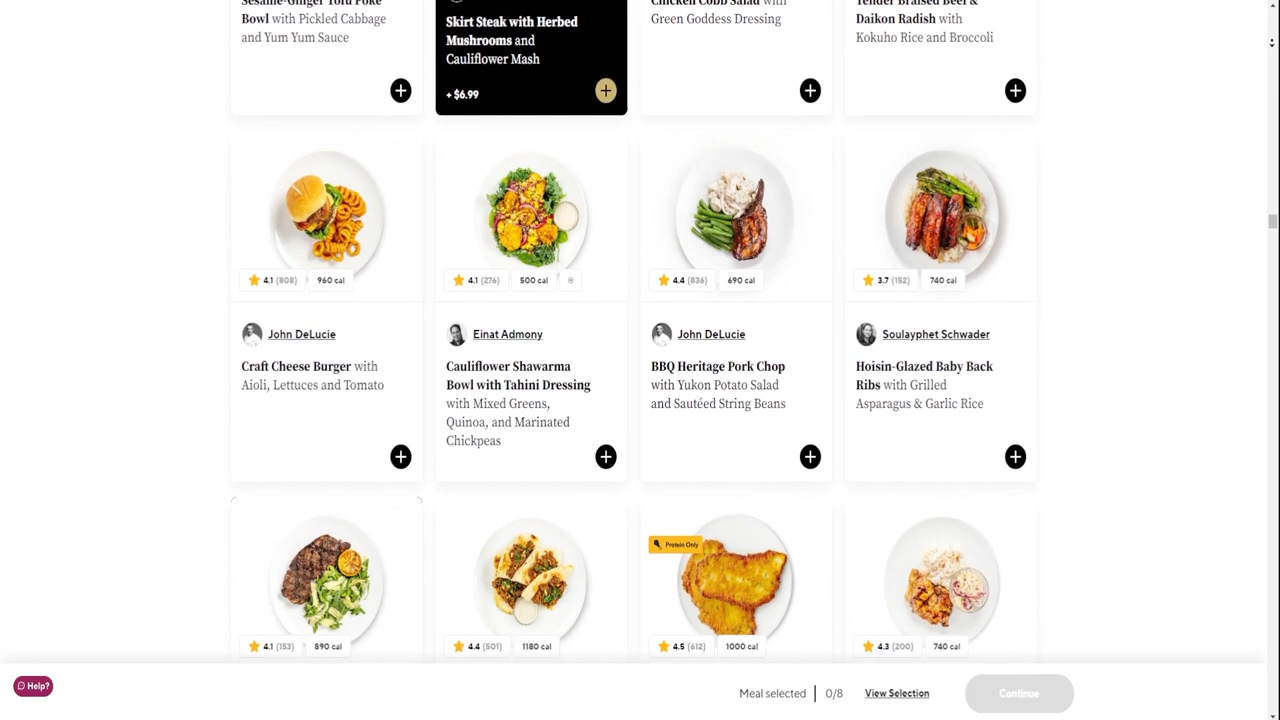 Sesame-Ginger Tofu Poke
Bowl with Pickled Cabbage
and Yum Yum Sauce
Skirt Steak with Herbed
Mushrooms and
Cauliflower Mash
+ $6.99
Chicken Cobb Salad with
Green Goddess Dressing
Tender Braised Beef &
Daikon Radish with
Kokuho Rice and Broccoli
4.1 (808) 960 cal
John DeLucie
Craft Cheese Burger with
Aioli, Lettuces and Tomato
4.1 (276) 500 cal
Einat Admony
Cauliflower Shawarma
Bowl with Tahini Dressing
with Mixed Greens,
Quinoa, and Marinated
Chickpeas
4.4 (836) 690 cal
John DeLucie
BBQ Heritage Pork Chop
with Yukon Potato Salad
and Sautéed String Beans
3.7 (152) 740 cal
Soulayphet Schwader
Hoisin-Glazed Baby Back
Ribs with Grilled
Asparagus & Garlic Rice
4.1 (153) 890 cal
4.4 (501) 1180 cal
Protein Only
4.5 (612) 1000 cal
4.3 (200) 740 cal
Help?
Meal selected | 0/8 View Selection Continue